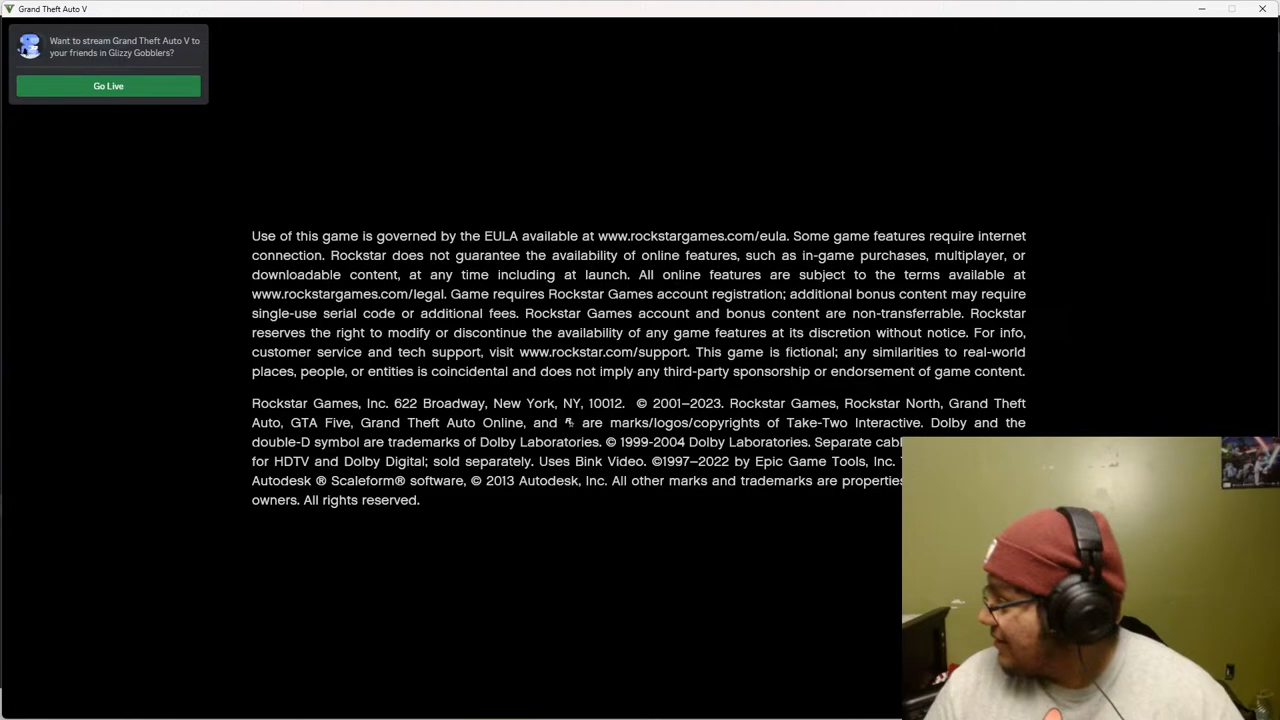 Grand Theft Auto V
Want to stream Grand Theft Auto V to
your friends in Glizzy Gobblers?
Go Live
Use of this game is governed by the EULA available at www.rockstargames.com/eula. Some game features require internet
connection. Rockstar does not guarantee the availability of online features, such as in-game purchases, multiplayer, or
downloadable content, at any time including at launch. All online features are subject to the terms available at
www.rockstargames.com/legal. Game requires Rockstar Games account registration; additional bonus content may require
single-use serial code or additional fees. Rockstar Games account and bonus content are non-transferrable. Rockstar
reserves the right to modify or discontinue the availability of any game features at its discretion without notice. For info,
customer service and tech support, visit www.rockstar.com/support. This game is fictional; any similarities to real-world
places, people, or entities is coincidental and does not imply any third-party sponsorship or endorsement of game content.
Rockstar Games, Inc. 622 Broadway, New York, NY, 10012. © 2001–2023. Rockstar Games, Rockstar North, Grand Theft
Auto, GTA Five, Grand Theft Auto Online, and are marks/logos/copyrights of Take-Two Interactive. Dolby and the
double-D symbol are trademarks of Dolby Laboratories. © 1999-2004 Dolby Laboratories. Separate
for HDTV and Dolby Digital; sold separately. Uses Bink Video. ©1997–2022 by Epic Game Tools, Inc.
Autodesk ® Scaleform® software, © 2013 Autodesk, Inc. All other marks and trademarks are
owners. All rights reserved.